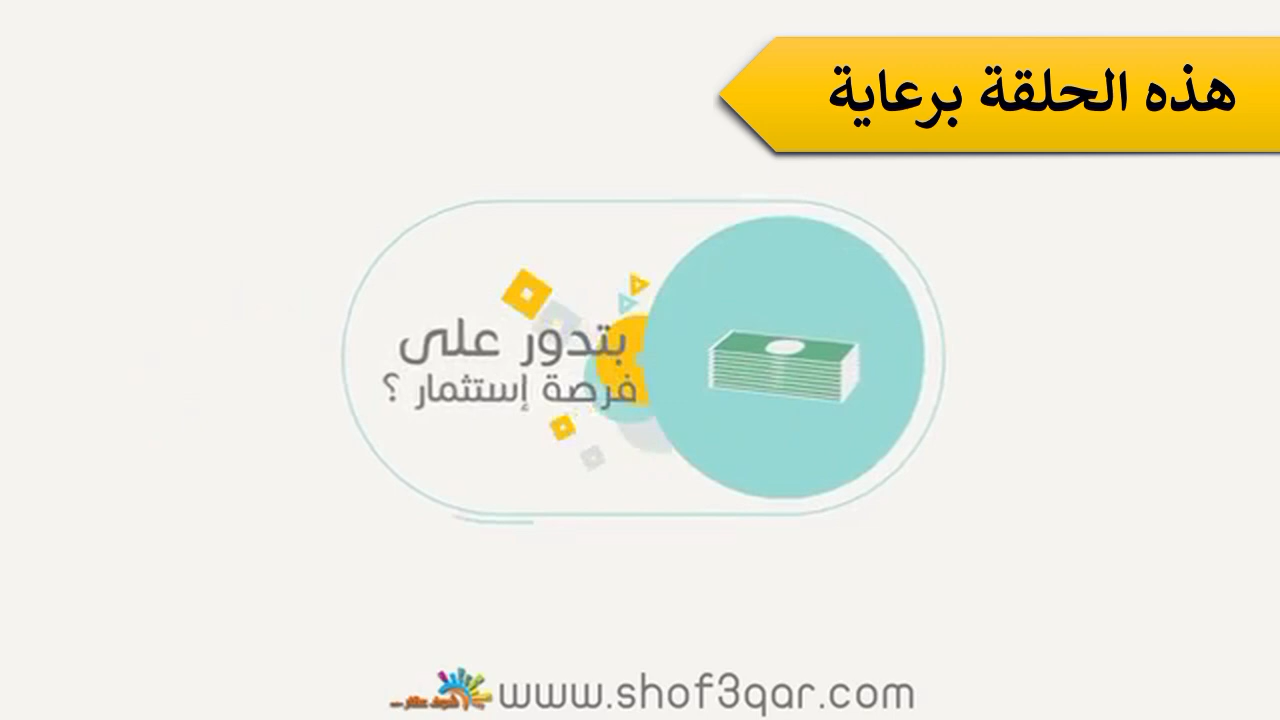 هذه الحلقة برعاية
بتدور على
فرصة إستثمار ؟
www.shof3qar.com